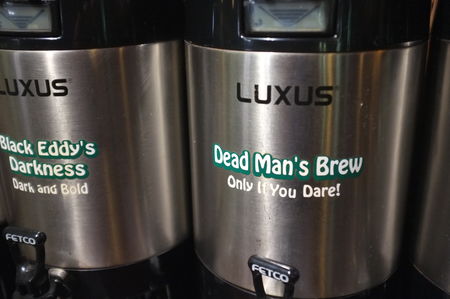 LUXUS
Black Eddy's
Darkness
Dark and Bold
FETCO
LUXUS
Dead Man's Brew
Only If You Dare!
FETCO